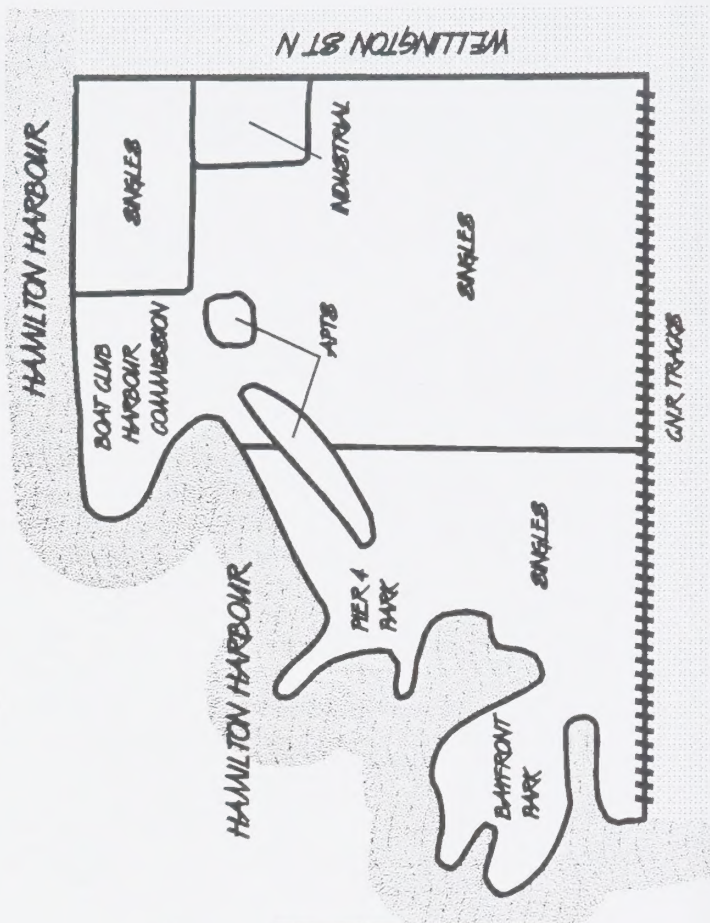 WELLINGTON ST N
HAMILTON HARBOUR
SINGLES
INDUSTRIAL
BOAT CLUB
HARBOUR
COMMISSION
APTS
SINGLES
HAMILTON HARBOUR
PIER 4
PARK
SINGLES
BAYFRONT
PARK
C.N.R. TRACKS